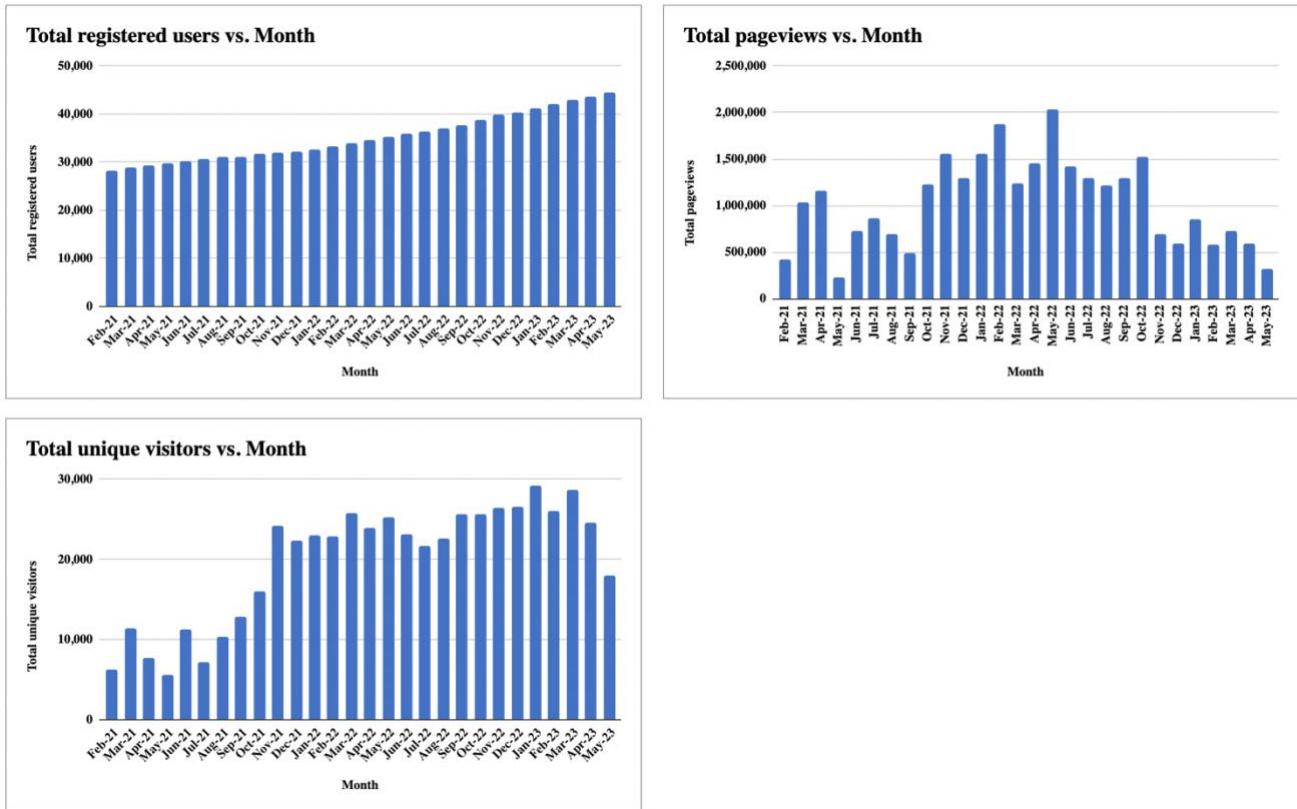 Total registered users vs. Month
Total registered users
50,000
40,000
30,000
20,000
10,000
0
Feb-21
Mar-21
Apr-21
May-21
Jun-21
Jul-21
Aug-21
Sep-21
Oct-21
Nov-21
Dec-21
Jan-22
Feb-22
Mar-22
Apr-22
May-22
Jun-22
Jul-22
Aug-22
Sep-22
Oct-22
Nov-22
Dec-22
Jan-23
Feb-23
Mar-23
Apr-23
May-23
Month
Total pageviews vs. Month
Total pageviews
2,500,000
2,000,000
1,500,000
1,000,000
500,000
0
Feb-21
Mar-21
Apr-21
May-21
Jun-21
Jul-21
Aug-21
Sep-21
Oct-21
Nov-21
Dec-21
Jan-22
Feb-22
Mar-22
Apr-22
May-22
Jun-22
Jul-22
Aug-22
Sep-22
Oct-22
Nov-22
Dec-22
Jan-23
Feb-23
Mar-23
Apr-23
May-23
Month
Total unique visitors vs. Month
Total unique visitors
30,000
20,000
10,000
0
Feb-21
Mar-21
Apr-21
May-21
Jun-21
Jul-21
Aug-21
Sep-21
Oct-21
Nov-21
Dec-21
Jan-22
Feb-22
Mar-22
Apr-22
May-22
Jun-22
Jul-22
Aug-22
Sep-22
Oct-22
Nov-22
Dec-22
Jan-23
Feb-23
Mar-23
Apr-23
May-23
Month